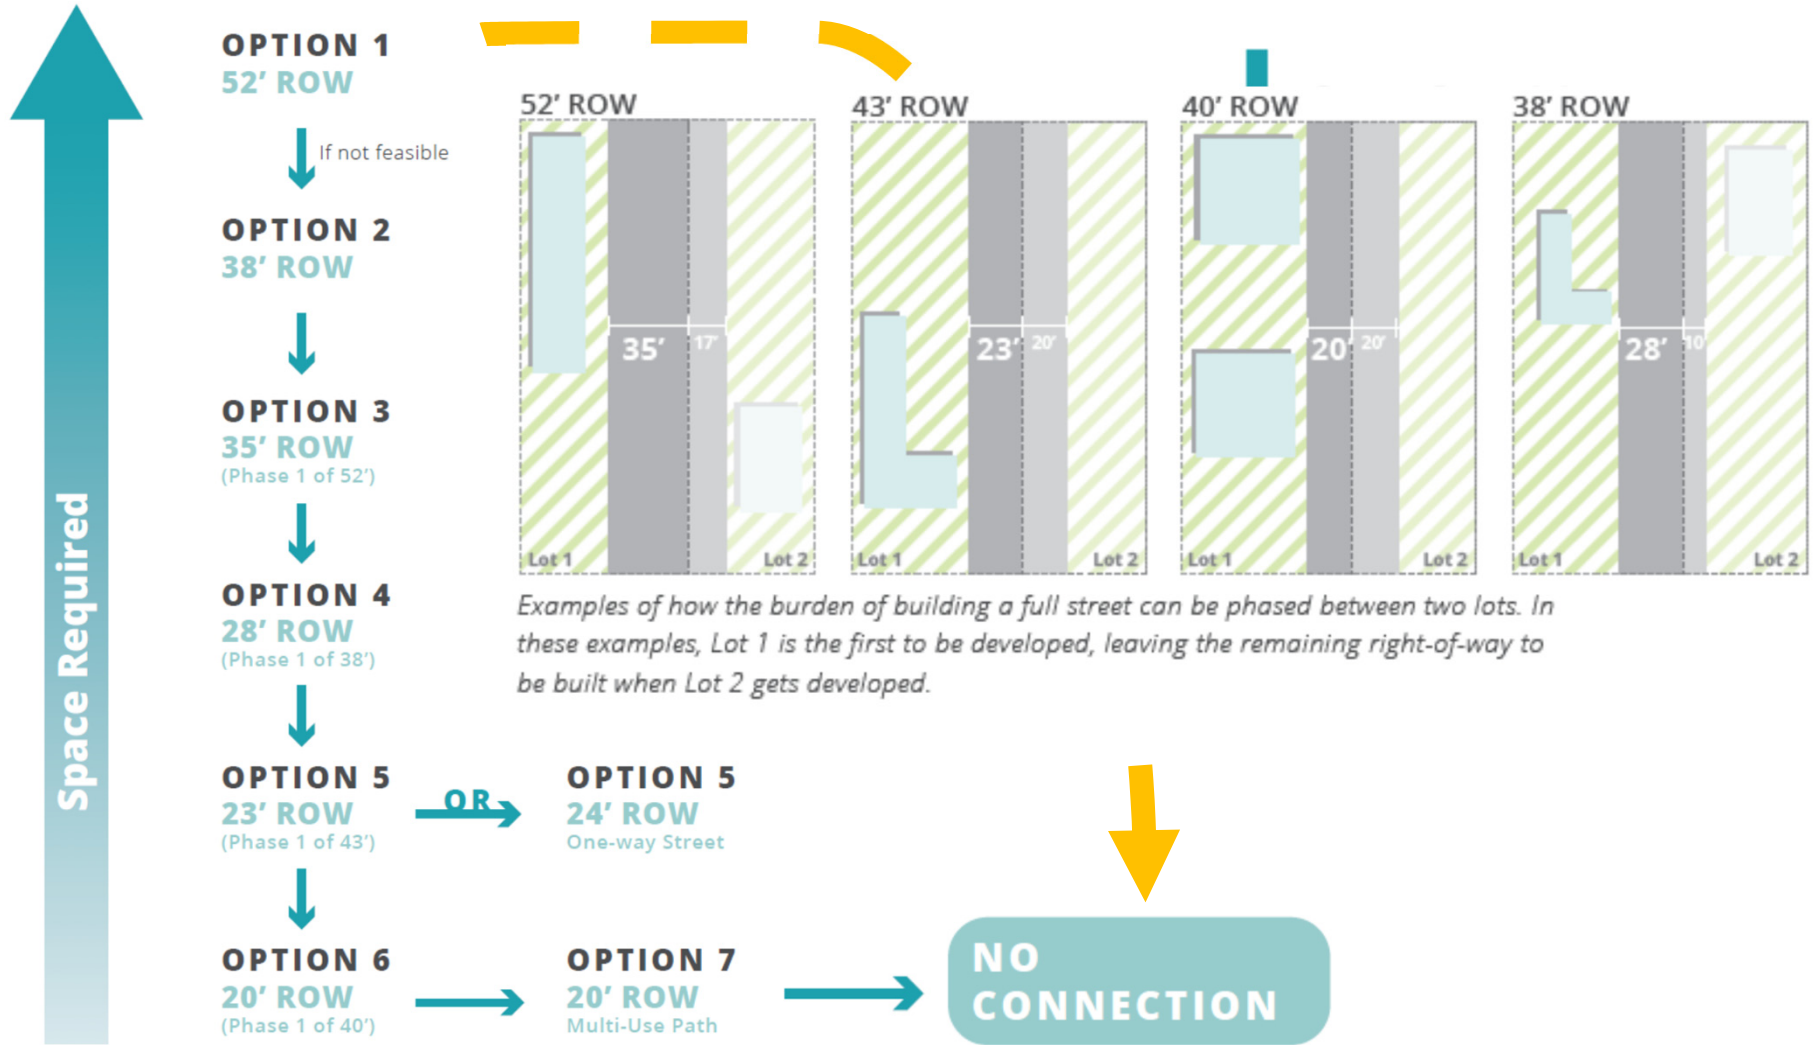 Space Required
OPTION 1
52’ ROW
If not feasible
OPTION 2
38’ ROW
OPTION 3
35’ ROW
(Phase 1 of 52’)
OPTION 4
28’ ROW
(Phase 1 of 38’)
OPTION 5
23’ ROW
(Phase 1 of 43’)
OR
OPTION 5
24’ ROW
One-way Street
OPTION 6
20’ ROW
(Phase 1 of 40’)
OPTION 7
20’ ROW
Multi-Use Path
NO
CONNECTION
52’ ROW
35’
17’
Lot 1
Lot 2
43’ ROW
23’
20’
Lot 1
Lot 2
40’ ROW
20’
20’
Lot 1
Lot 2
38’ ROW
28’
10’
Lot 1
Lot 2
Examples of how the burden of building a full street can be phased between two lots. In
these examples, Lot 1 is the first to be developed, leaving the remaining right-of-way to
be built when Lot 2 gets developed.